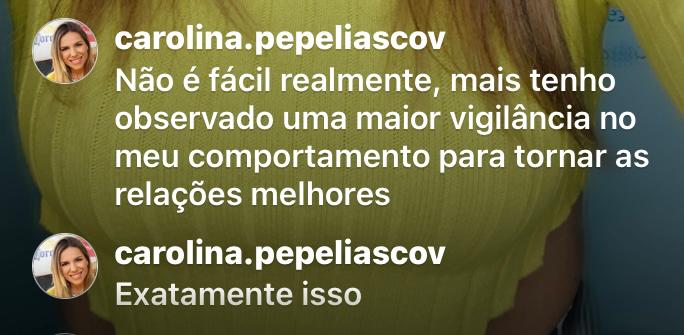 carolina.pepeliascov
Não é fácil realmente, mais tenho
observado uma maior vigilância no
meu comportamento para tornar as
relações melhores
carolina.pepeliascov
Exatamente isso